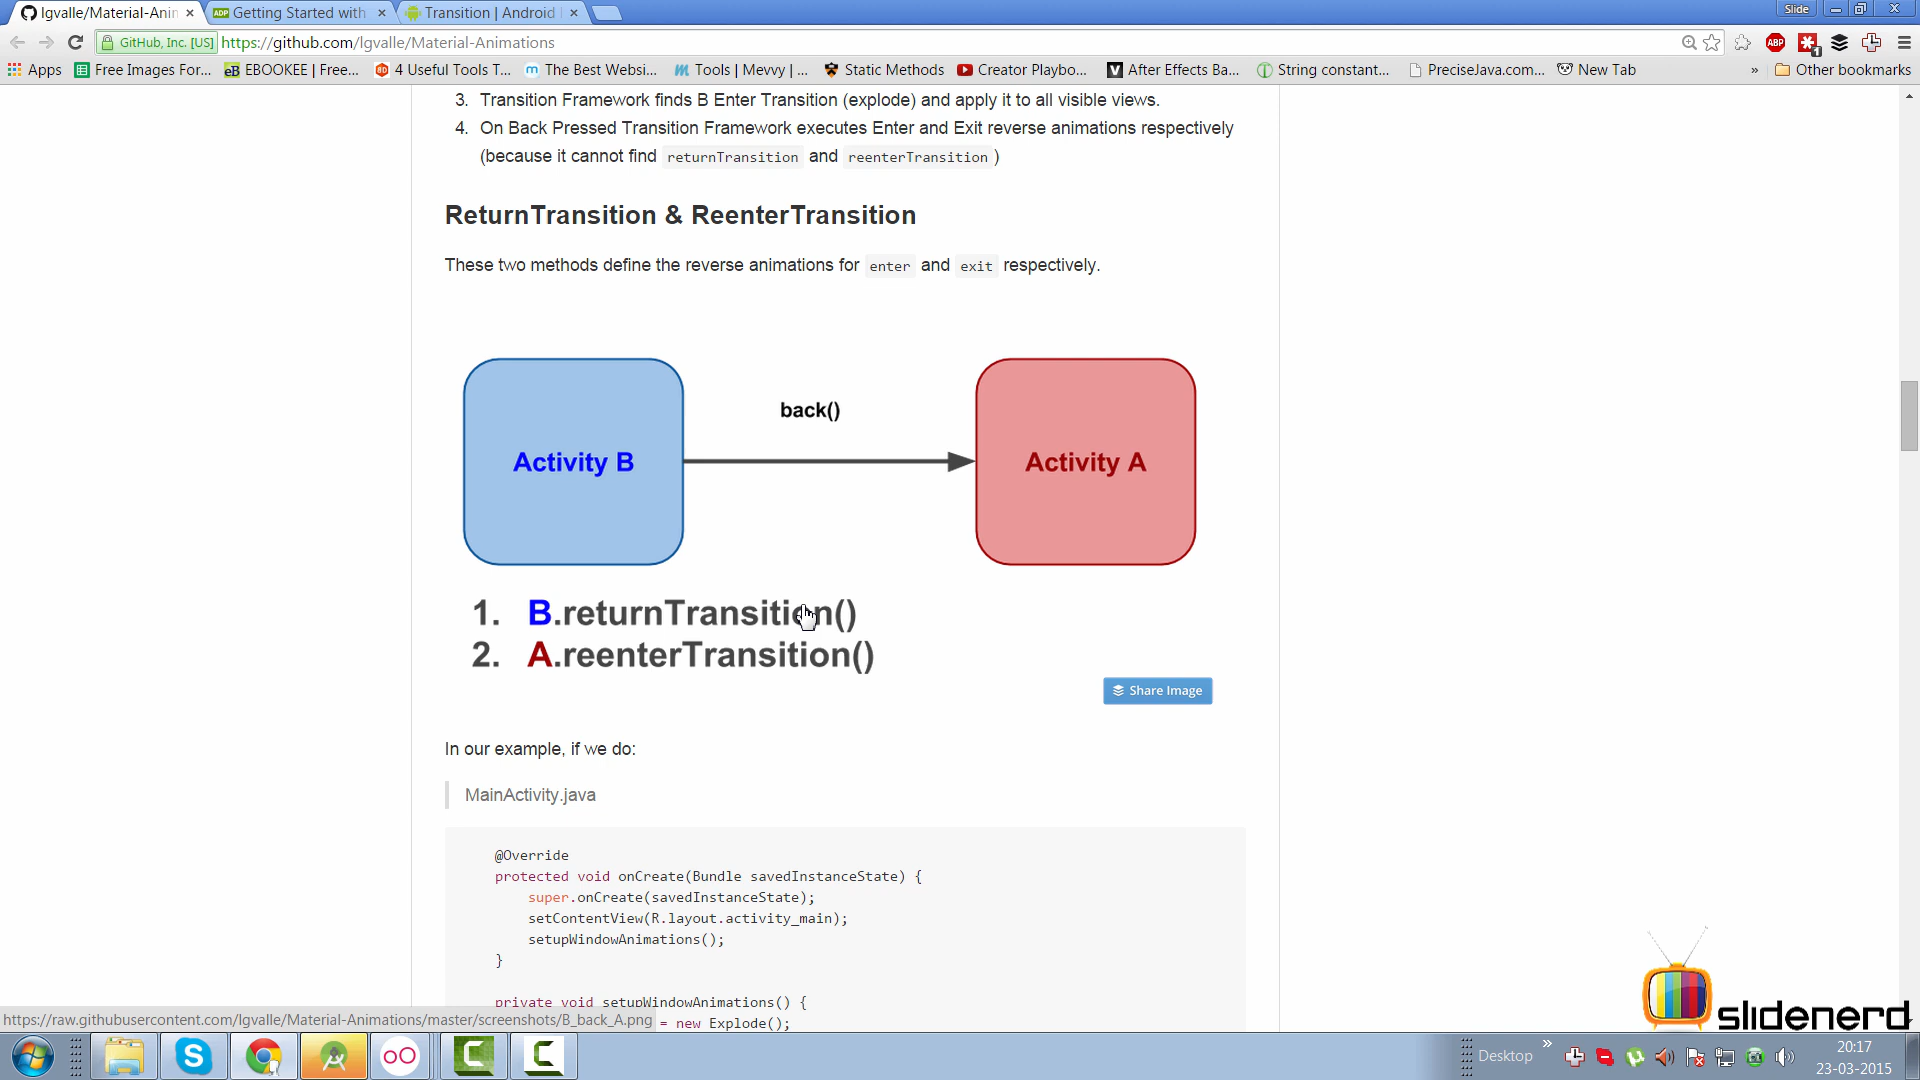 lgvalle/Material-Anin
Getting Started with
Transition | Android
Slide
GitHub, Inc. [US]
https://github.com/lgvalle/Material-Animations
Apps
Free Images For...
EBOOKEE | Free...
4 Useful Tools T...
The Best Websi...
Tools | Mevvy | ...
Static Methods
Creator Playbo...
After Effects Ba...
String constant...
PreciseJava.com...
New Tab
»
Other bookmarks
3. Transition Framework finds B Enter Transition (explode) and apply it to all visible views.
4. On Back Pressed Transition Framework executes Enter and Exit reverse animations respectively
(because it cannot find returnTransition and reenterTransition )
ReturnTransition & ReenterTransition
These two methods define the reverse animations for enter and exit respectively.
back()
Activity B
Activity A
1. B.returnTransition()
2. A.reenterTransition()
Share Image
In our example, if we do:
MainActivity.java
@Override
protected void onCreate(Bundle savedInstanceState) {
super.onCreate(savedInstanceState);
setContentView(R.layout.activity_main);
setupWindowAnimations();
}
private void setupWindowAnimations() {
= new Explode();
https://raw.githubusercontent.com/lgvalle/Material-Animations/master/screenshots/B_back_A.png
slidenerd
Desktop
»
20:17
23-03-2015